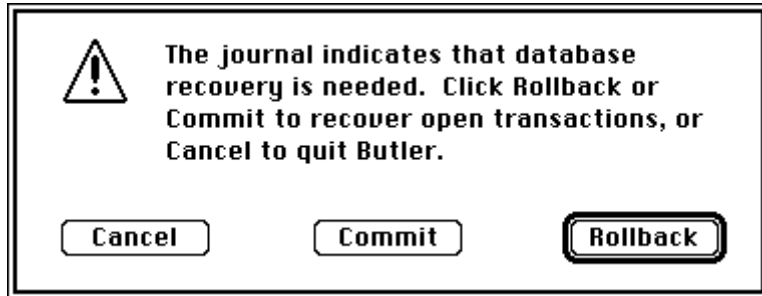 The journal indicates that database
recovery is needed.  Click Rollback or
Commit to recover open transactions, or
Cancel to quit Butler.
Cancel
Commit
Rollback